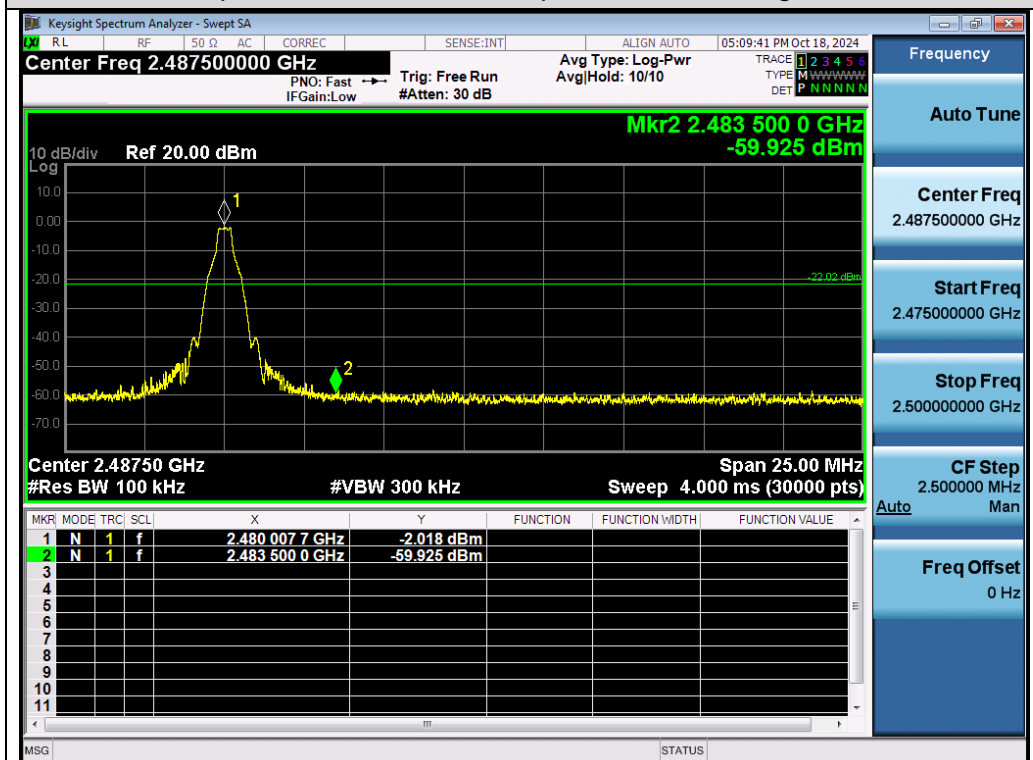 Keysight Spectrum Analyzer - Swept SA
LXI RL RF 50 Ω AC CORREC SENSE:INT ALIGN AUTO 05:09:41 PM Oct 18, 2024
Center Freq 2.487500000 GHz
PNO: Fast
IFGain:Low
Trig: Free Run
#Atten: 30 dB
Avg Type: Log-Pwr
Avg|Hold: 10/10
TRACE 1 2 3 4 5 6
TYPE M W W W W W
DET P N N N N N
Mkr2 2.483 500 0 GHz
-59.925 dBm
10 dB/div Ref 20.00 dBm
Log
10.0
0.00
-10.0
-20.0
-30.0
-40.0
-50.0
-60.0
-70.0
1
2
-22.02 dBm
Center 2.48750 GHz Span 25.00 MHz
#Res BW 100 kHz #VBW 300 kHz Sweep 4.000 ms (30000 pts)
MKR MODE TRC SCL X Y FUNCTION FUNCTION WIDTH FUNCTION VALUE
1 N 1 f 2.480 007 7 GHz -2.018 dBm
2 N 1 f 2.483 500 0 GHz -59.925 dBm
3
4
5
6
7
8
9
10
11
MSG STATUS
Frequency
Auto Tune
Center Freq
2.487500000 GHz
Start Freq
2.475000000 GHz
Stop Freq
2.500000000 GHz
CF Step
2.500000 MHz
Auto Man
Freq Offset
0 Hz